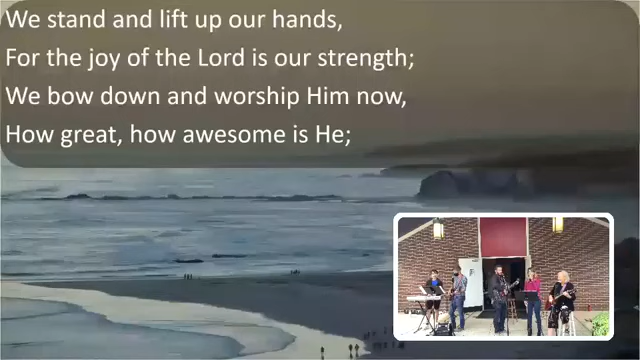 We stand and lift up our hands,
For the joy of the Lord is our strength;
We bow down and worship Him now,
How great, how awesome is He;